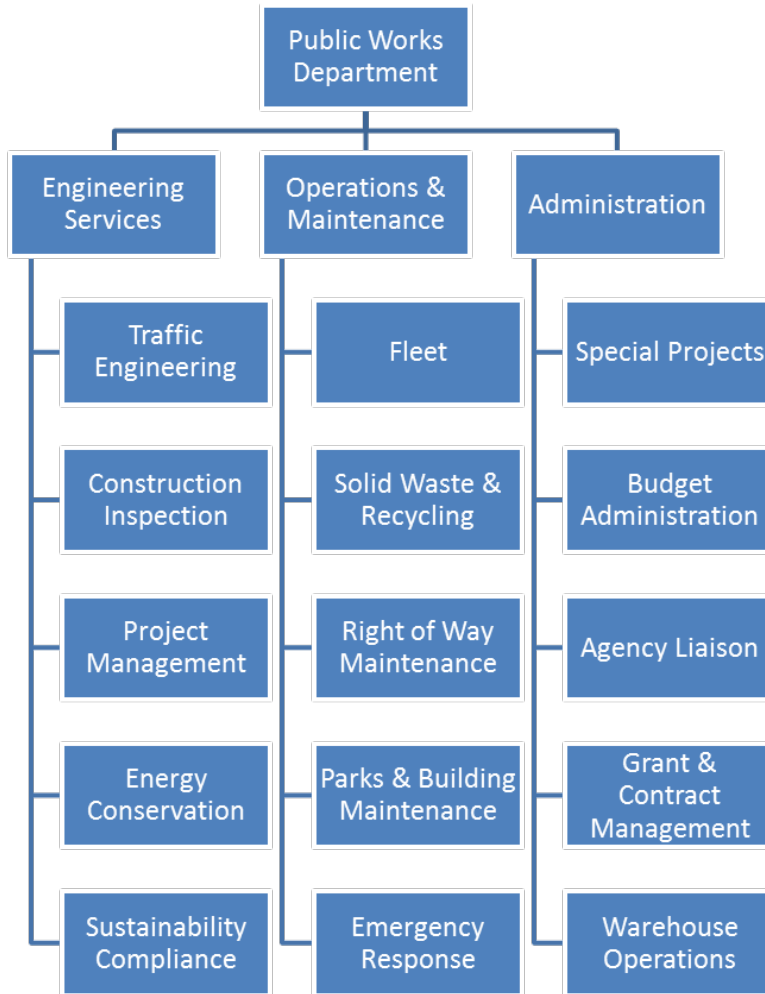 Public Works
Department
Engineering
Services
Operations &
Maintenance
Administration
Traffic
Engineering
Construction
Inspection
Project
Management
Energy
Conservation
Sustainability
Compliance
Fleet
Solid Waste &
Recycling
Right of Way
Maintenance
Parks & Building
Maintenance
Emergency
Response
Special Projects
Budget
Administration
Agency Liaison
Grant &
Contract
Management
Warehouse
Operations